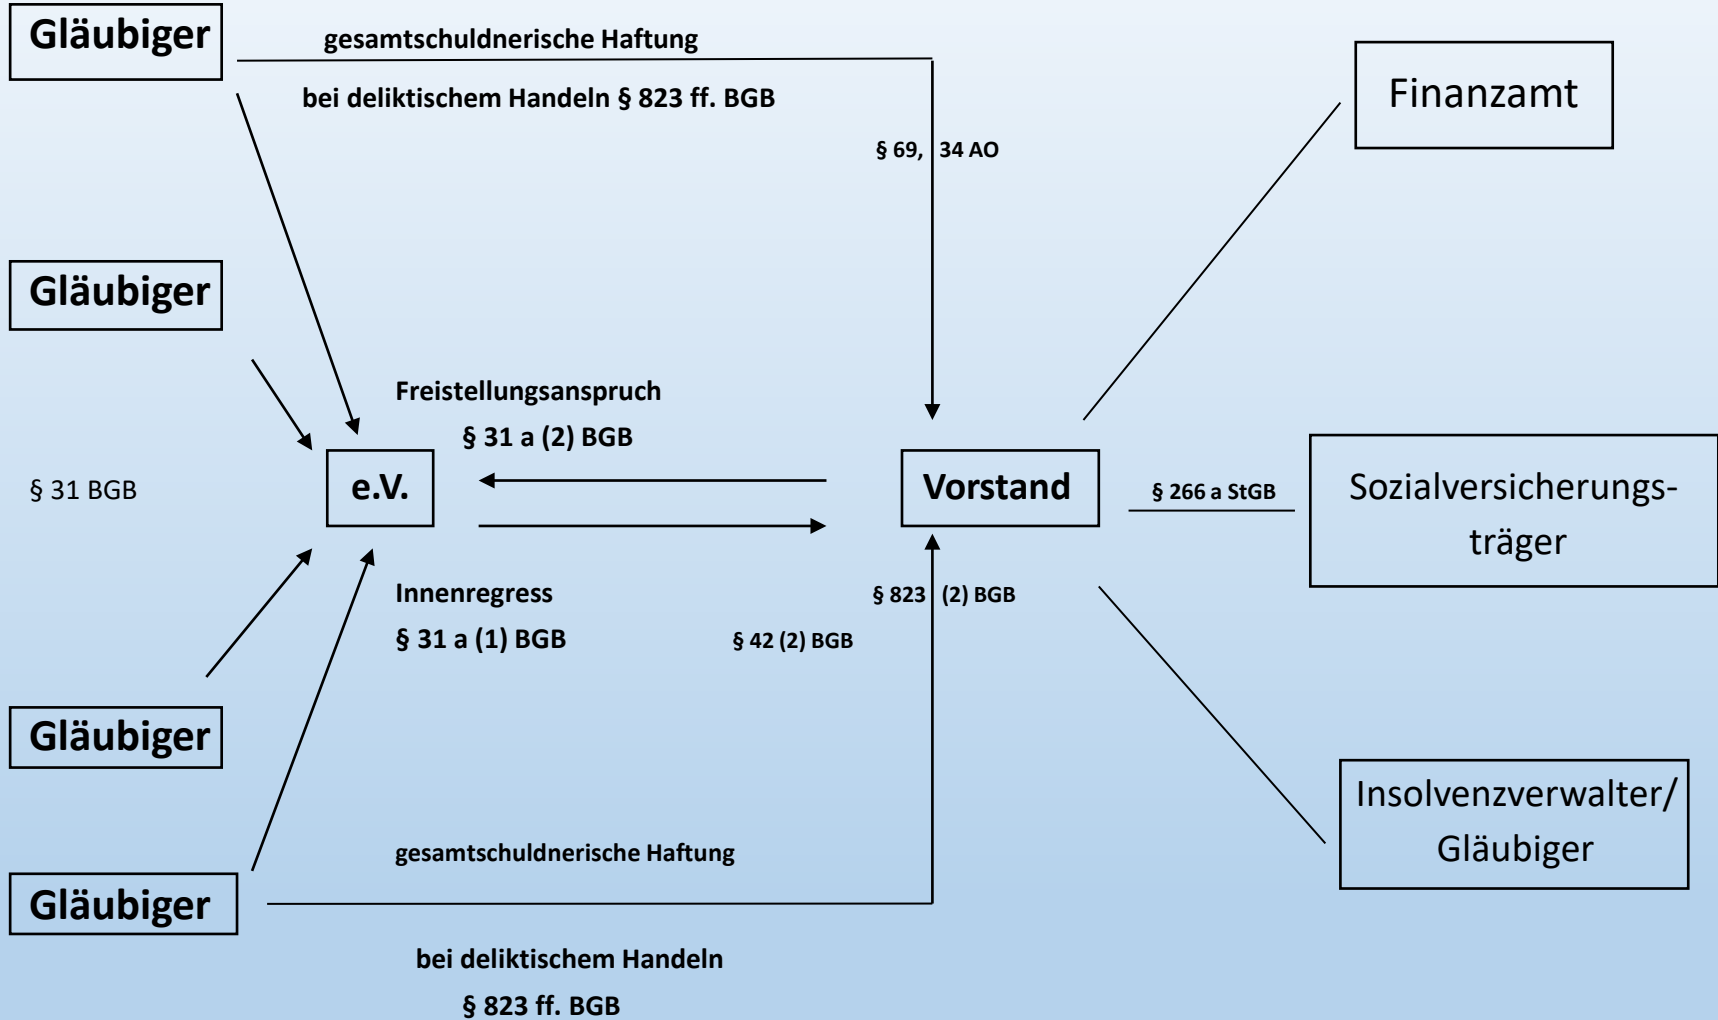 Gläubiger
gesamtschuldnerische Haftung
bei deliktischem Handeln § 823 ff. BGB
Finanzamt
§ 69, 34 AO
Gläubiger
Freistellungsanspruch
§ 31 a (2) BGB
§ 31 BGB
e.V.
Vorstand
§ 266 a StGB
Sozialversicherungs-
träger
Innenregress
§ 31 a (1) BGB
§ 823 (2) BGB
§ 42 (2) BGB
Gläubiger
Insolvenzverwalter/
Gläubiger
gesamtschuldnerische Haftung
Gläubiger
bei deliktischem Handeln
§ 823 ff. BGB